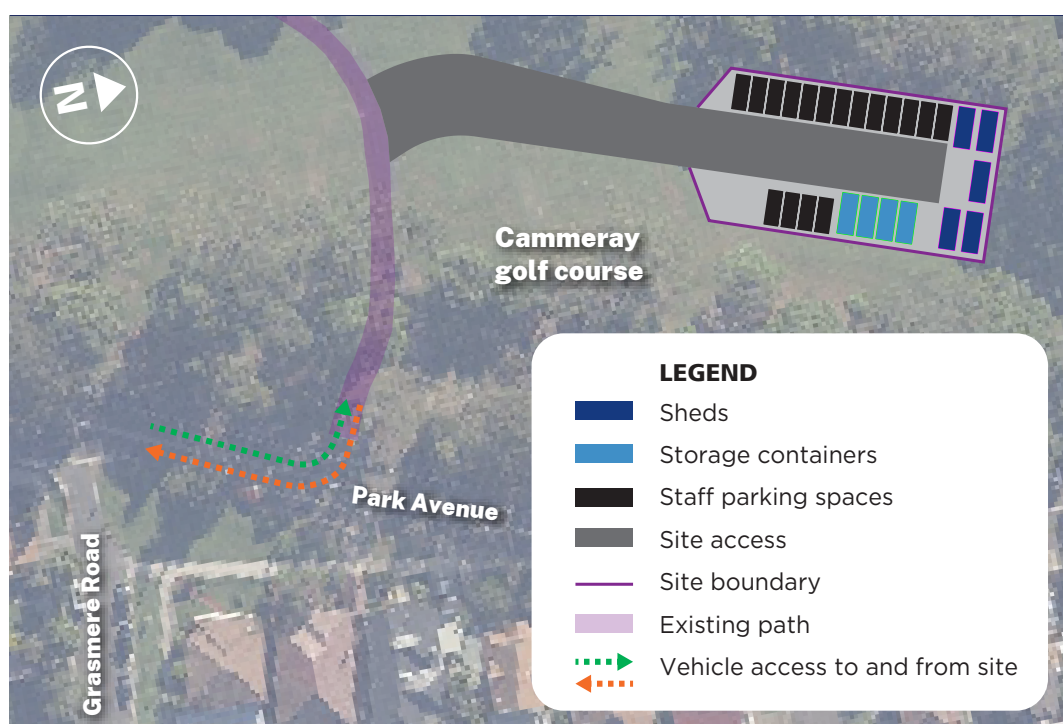 N
Cammeray
golf course
Park Avenue
Grasmere Road
LEGEND
Sheds
Storage containers
Staff parking spaces
Site access
Site boundary
Existing path
Vehicle access to and from site